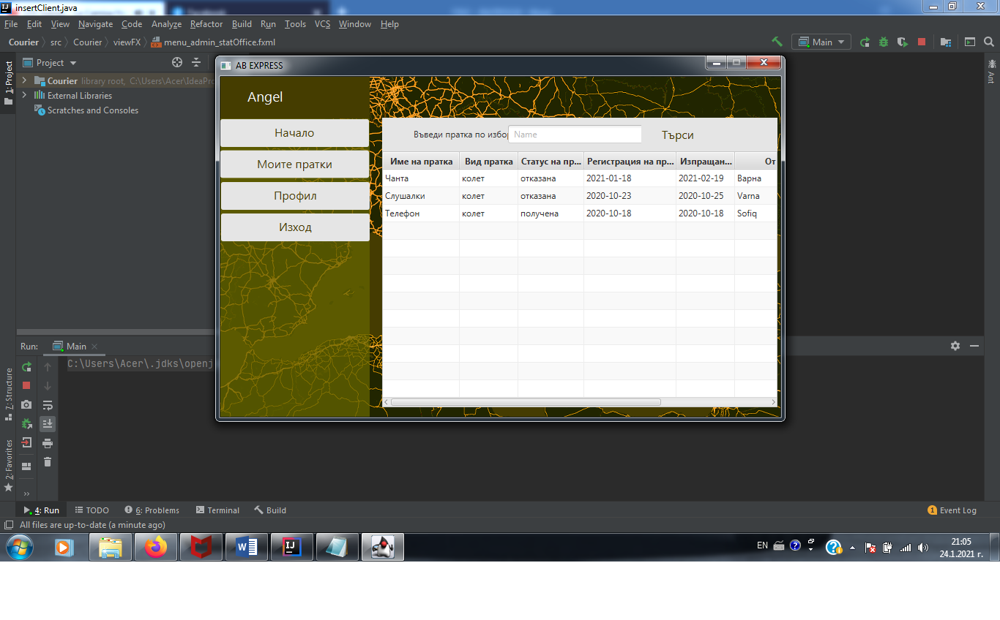 insertClient.java
File Edit View Navigate Code Analyze Refactor Build Run Tools VCS Window Help
Courier src Courier viewFX menu_admin_statOffice.fxml
Main
1: Project
Project
Courier library root, C:\Users\Acer\IdeaPro
External Libraries
Scratches and Consoles
Ant
AB EXPRESS
Angel
Начало
Моите пратки
Профил
Изход
Въведи пратка по избор Name Търси
Име на пратка Вид пратка Статус на пр... Регистрация на пр... Изпращан... От
Чанта колет отказана 2021-01-18 2021-02-19 Варна
Слушалки колет отказана 2020-10-23 2020-10-25 Varna
Телефон колет получена 2020-10-18 2020-10-18 Sofiq
Run: Main
C:\Users\Acer\.jdks\openj
7: Structure
2: Favorites
4: Run TODO 6: Problems Terminal Build 1 Event Log
All files are up-to-date (a minute ago)
EN
21:05
24.1.2021 г.